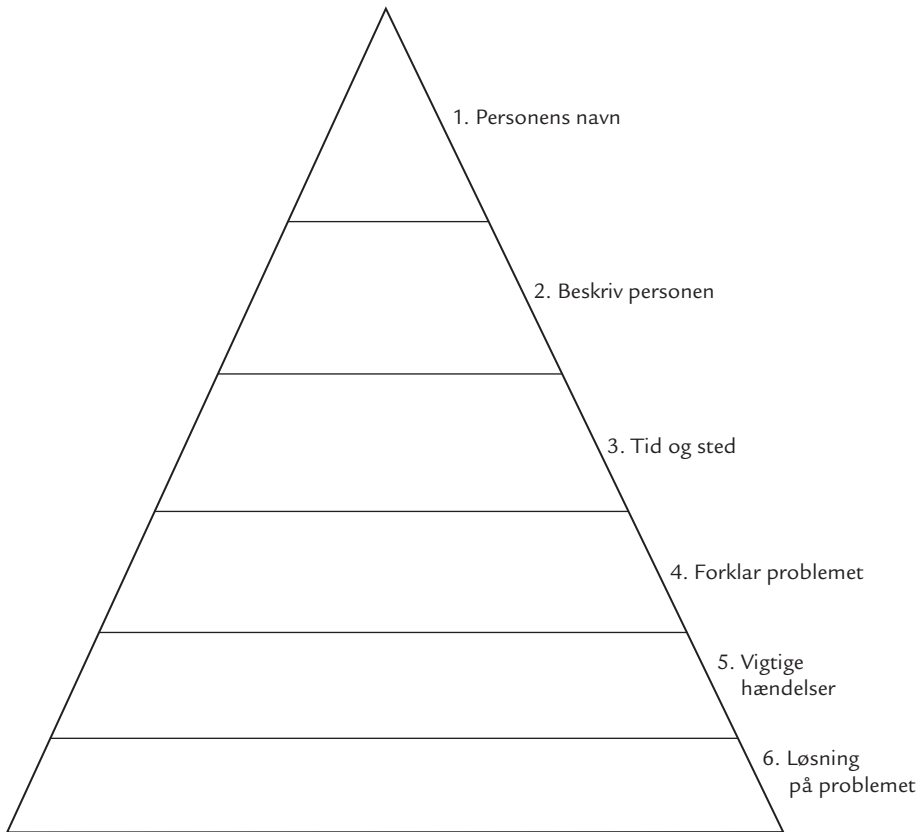 1. Personens navn
2. Beskriv personen
3. Tid og sted
4. Forklar problemet
5. Vigtige
hændelser
6. Løsning
på problemet